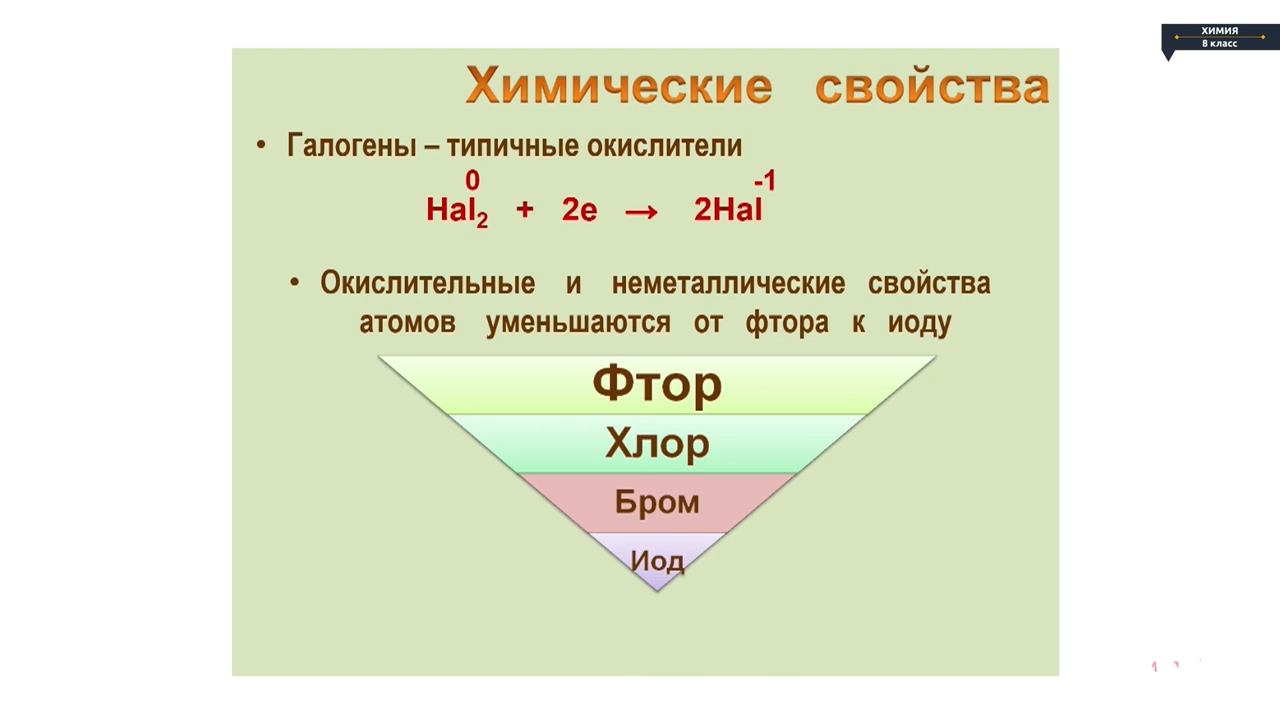 ХИМИЯ
8 класс
Химические свойства
• Галогены – типичные окислители
0 -1
Hal2 + 2e → 2Hal
• Окислительные и неметаллические свойства
атомов уменьшаются от фтора к иоду
Фтор
Хлор
Бром
Иод